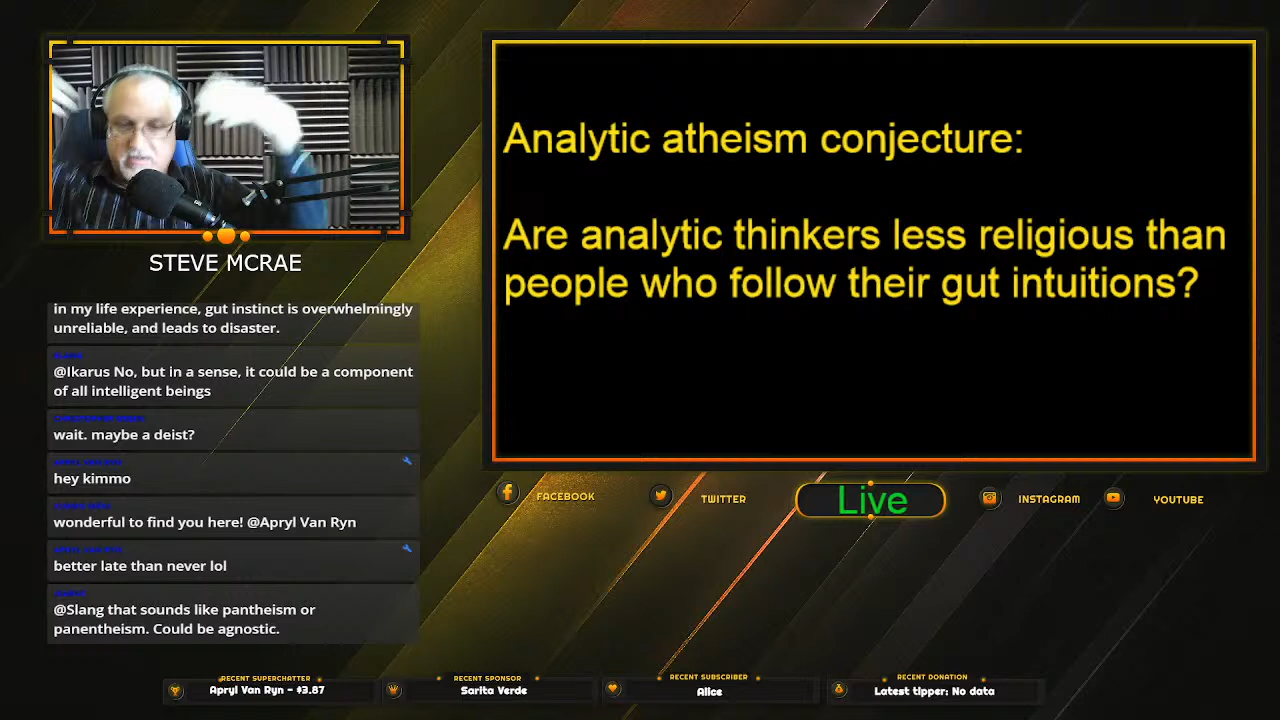 STEVE MCRAE
in my life experience, gut instinct is overwhelmingly
unreliable, and leads to disaster.
@Ikarus No, but in a sense, it could be a component
of all intelligent beings
wait. maybe a deist?
hey kimmo
wonderful to find you here! @Apryl Van Ryn
better late than never lol
@Slang that sounds like pantheism or
panentheism. Could be agnostic.
Analytic atheism conjecture:
Are analytic thinkers less religious than
people who follow their gut intuitions?
FACEBOOK
TWITTER
Live
INSTAGRAM
YOUTUBE
RECENT SUPERCHATTER
Apryl Van Ryn - $3.87
RECENT SPONSOR
Sarita Verde
RECENT SUBSCRIBER
Alice
RECENT DONATION
Latest tipper: No data